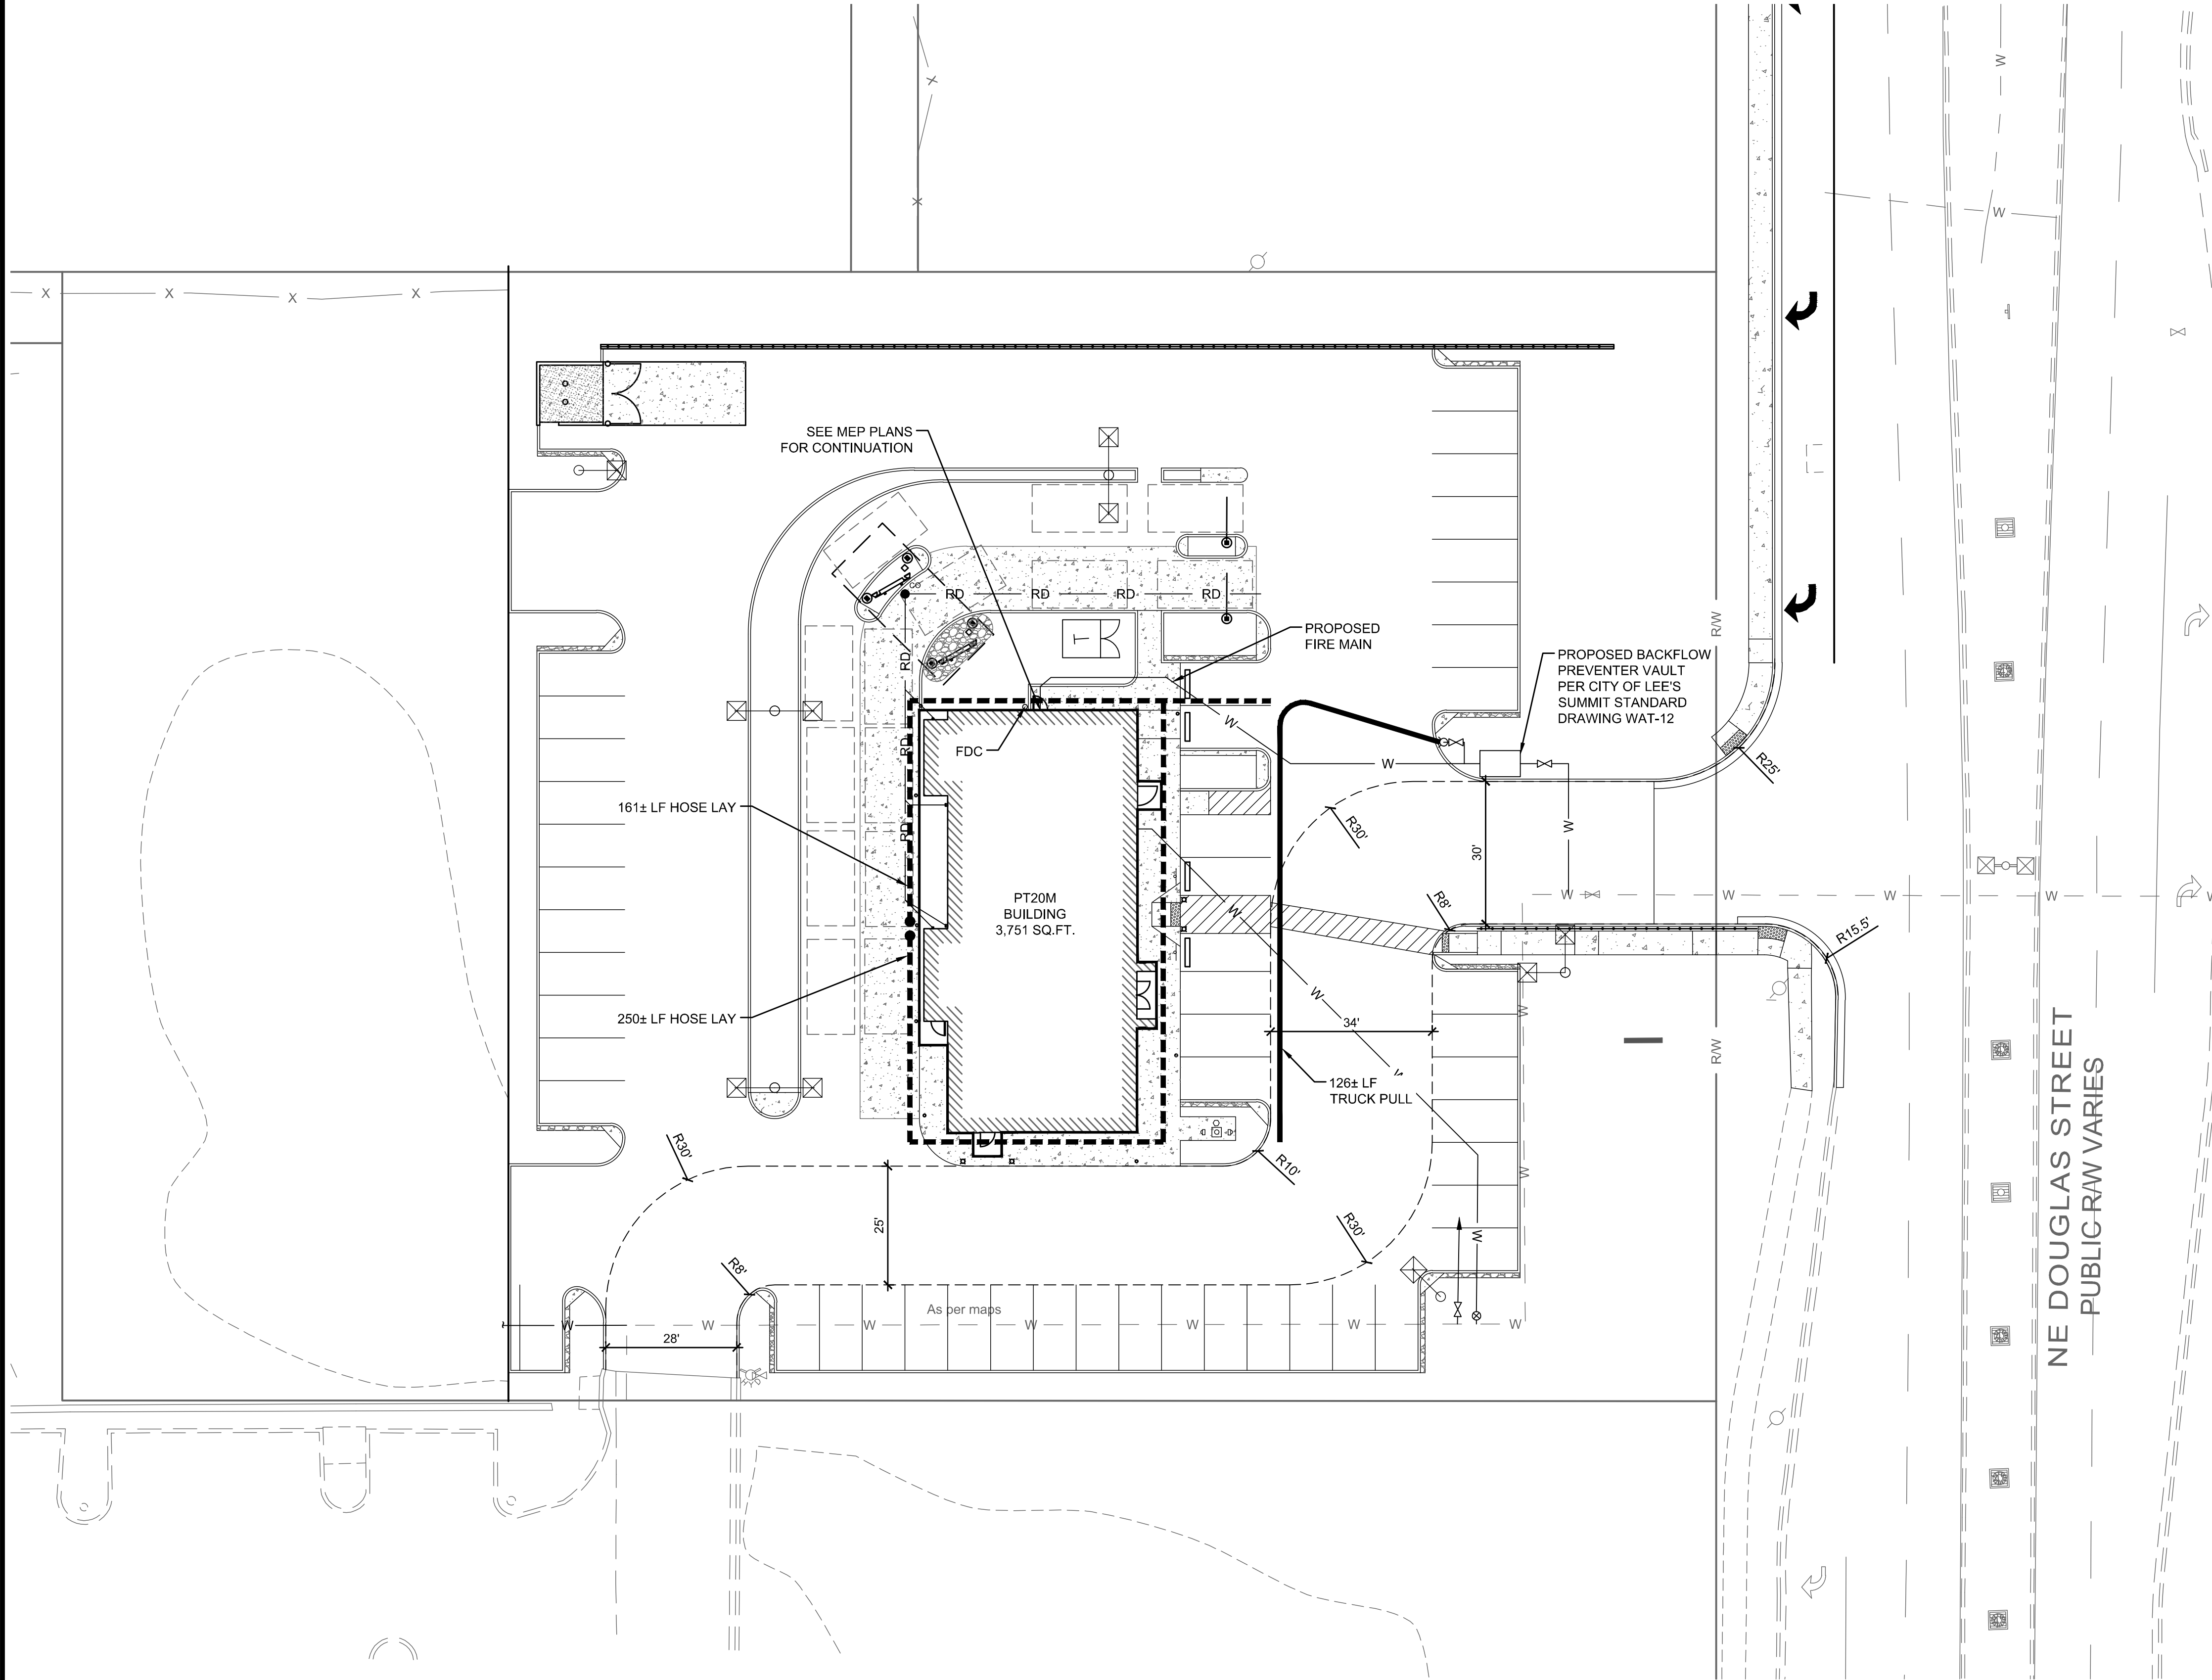 W
W
X
X
X
X
X
X
SEE MEP PLANS
FOR CONTINUATION
CO
RD
RD
RD
RD
RD
RD
RD
T
PROPOSED
FIRE MAIN
R/W
PROPOSED BACKFLOW
PREVENTER VAULT
PER CITY OF LEE'S
SUMMIT STANDARD
DRAWING WAT-12
FDC
W
W
R25'
161± LF HOSE LAY
R30'
30'
W
PT20M
BUILDING
3,751 SQ.FT.
W
R8'
W
W
W
W
W
W
R15.5'
250± LF HOSE LAY
W
34'
W
R/W
126± LF
TRUCK PULL
NE DOUGLAS STREET
PUBLIC R/W VARIES
R30'
R10'
W
25'
R30'
W
R8'
As per maps
W
W
W
W
W
W
W
28'